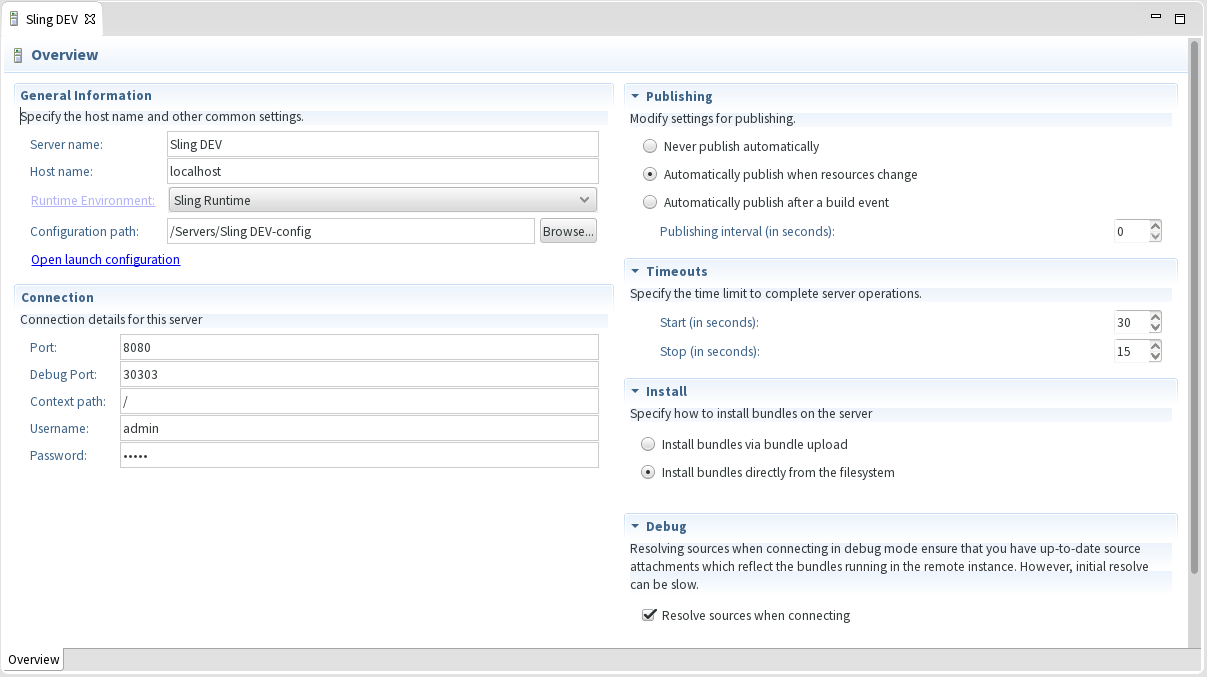 Sling DEV
Overview
General Information
Specify the host name and other common settings.
Server name: Sling DEV
Host name: localhost
Runtime Environment: Sling Runtime
Configuration path: /Servers/Sling DEV-config Browse...
Open launch configuration
Connection
Connection details for this server
Port: 8080
Debug Port: 30303
Context path: /
Username: admin
Password: •••••
Publishing
Modify settings for publishing.
Never publish automatically
Automatically publish when resources change
Automatically publish after a build event
Publishing interval (in seconds): 0
Timeouts
Specify the time limit to complete server operations.
Start (in seconds): 30
Stop (in seconds): 15
Install
Specify how to install bundles on the server
Install bundles via bundle upload
Install bundles directly from the filesystem
Debug
Resolving sources when connecting in debug mode ensure that you have up-to-date source
attachments which reflect the bundles running in the remote instance. However, initial resolve
can be slow.
Resolve sources when connecting
Overview